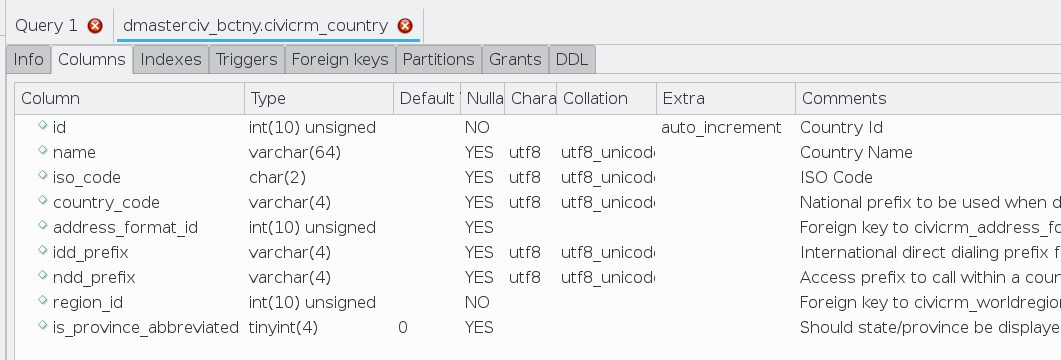 Query 1 dmasterciv_bctny.civicrm_country
Info Columns Indexes Triggers Foreign keys Partitions Grants DDL
Column Type Default Nulla Chara Collation Extra Comments
id int(10) unsigned NO auto_increment Country Id
name varchar(64) YES utf8 utf8_unicode Country Name
iso_code char(2) YES utf8 utf8_unicode ISO Code
country_code varchar(4) YES utf8 utf8_unicode National prefix to be used when d
address_format_id int(10) unsigned YES Foreign key to civicrm_address_fo
idd_prefix varchar(4) YES utf8 utf8_unicode International direct dialing prefix f
ndd_prefix varchar(4) YES utf8 utf8_unicode Access prefix to call within a coun
region_id int(10) unsigned NO Foreign key to civicrm_worldregion
is_province_abbreviated tinyint(4) 0 YES Should state/province be displaye